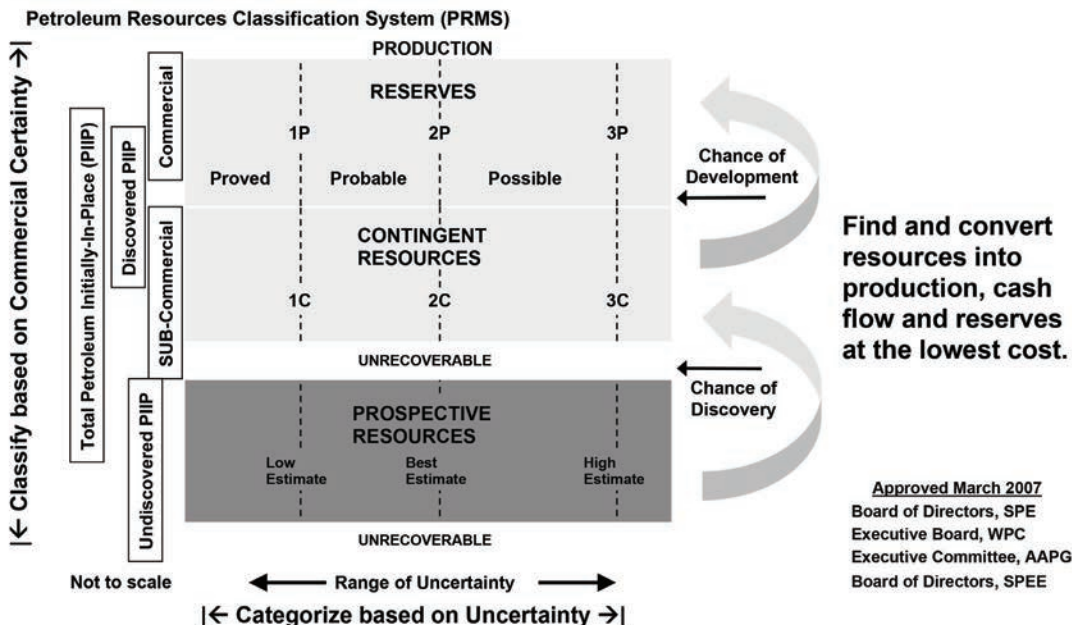 Petroleum Resources Classification System (PRMS)
|← Classify based on Commercial Certainty →|
Total Petroleum Initially-In-Place (PIIP)
Discovered PIIP
Undiscovered PIIP
Commercial
SUB-Commercial
PRODUCTION
RESERVES
1P 2P 3P
Proved Probable Possible
CONTINGENT
RESOURCES
1C 2C 3C
UNRECOVERABLE
PROSPECTIVE
RESOURCES
Low
Estimate
Best
Estimate
High
Estimate
UNRECOVERABLE
Not to scale
Range of Uncertainty
|← Categorize based on Uncertainty →|
Chance of
Development
Chance of
Discovery
Find and convert
resources into
production, cash
flow and reserves
at the lowest cost.
Approved March 2007
Board of Directors, SPE
Executive Board, WPC
Executive Committee, AAPG
Board of Directors, SPEE